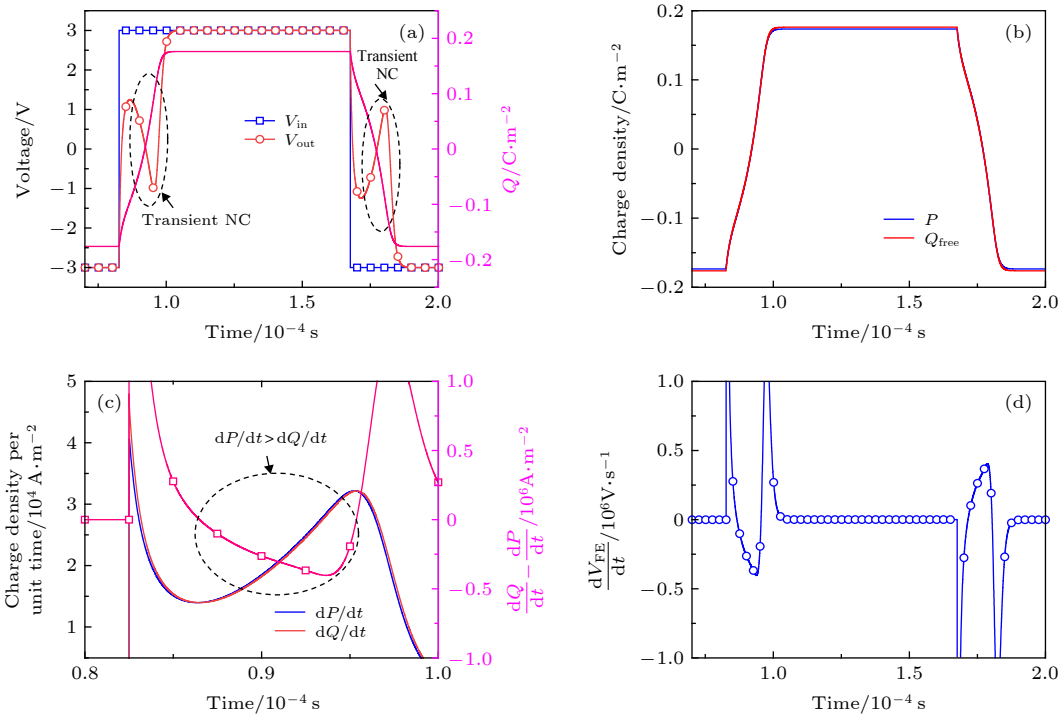 (a)
Transient
NC
V_in
V_out
Transient NC
3
2
1
0
−1
−2
−3
Voltage/V
0.2
0.1
0
−0.1
−0.2
Q/C·m⁻²
1.0
1.5
2.0
Time/10⁻⁴ s
(b)
P
Q_free
0.2
0.1
0
−0.1
−0.2
Charge density/C·m⁻²
1.0
1.5
2.0
Time/10⁻⁴ s
(c)
dP/dt>dQ/dt
dP/dt
dQ/dt
5
4
3
2
1
Charge density per
unit time/10⁴ A·m⁻²
1.0
0.5
0
−0.5
−1.0
dQ/dt − dP/dt /10⁶A·m⁻²
0.8
0.9
1.0
Time/10⁻⁴ s
(d)
1.0
0.5
0
−0.5
−1.0
dV_FE/dt /10⁶V·s⁻¹
1.0
1.5
2.0
Time/10⁻⁴ s